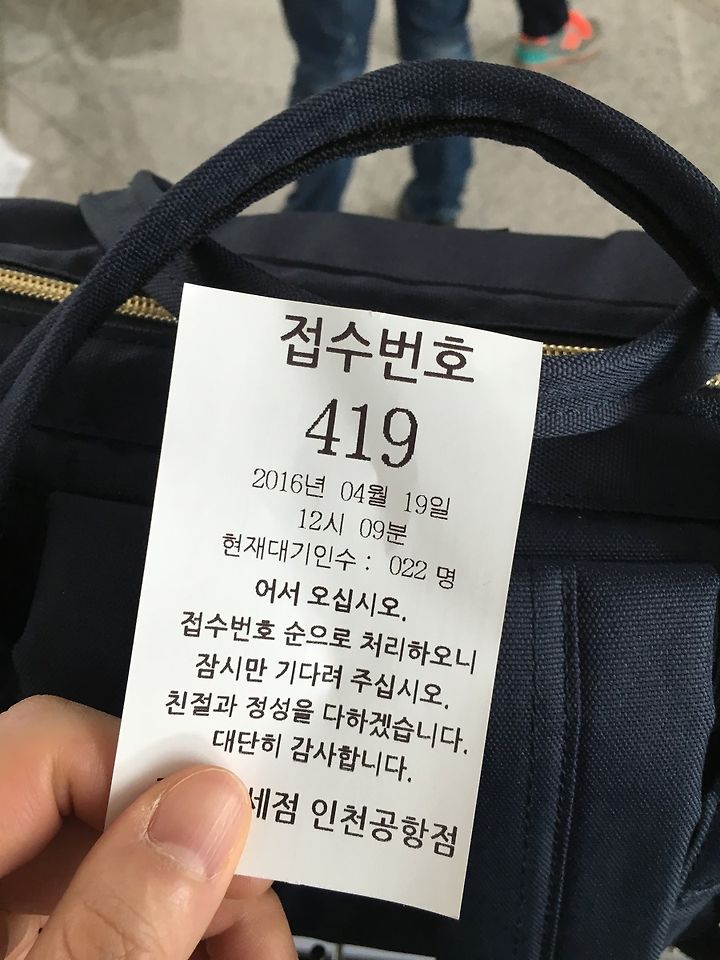 접수번호
419
2016년 04월 19일
12시 09분
현재대기인수 : 022 명
어서 오십시오.
접수번호 순으로 처리하오니
잠시만 기다려 주십시오.
친절과 정성을 다하겠습니다.
대단히 감사합니다.
세점 인천공항점